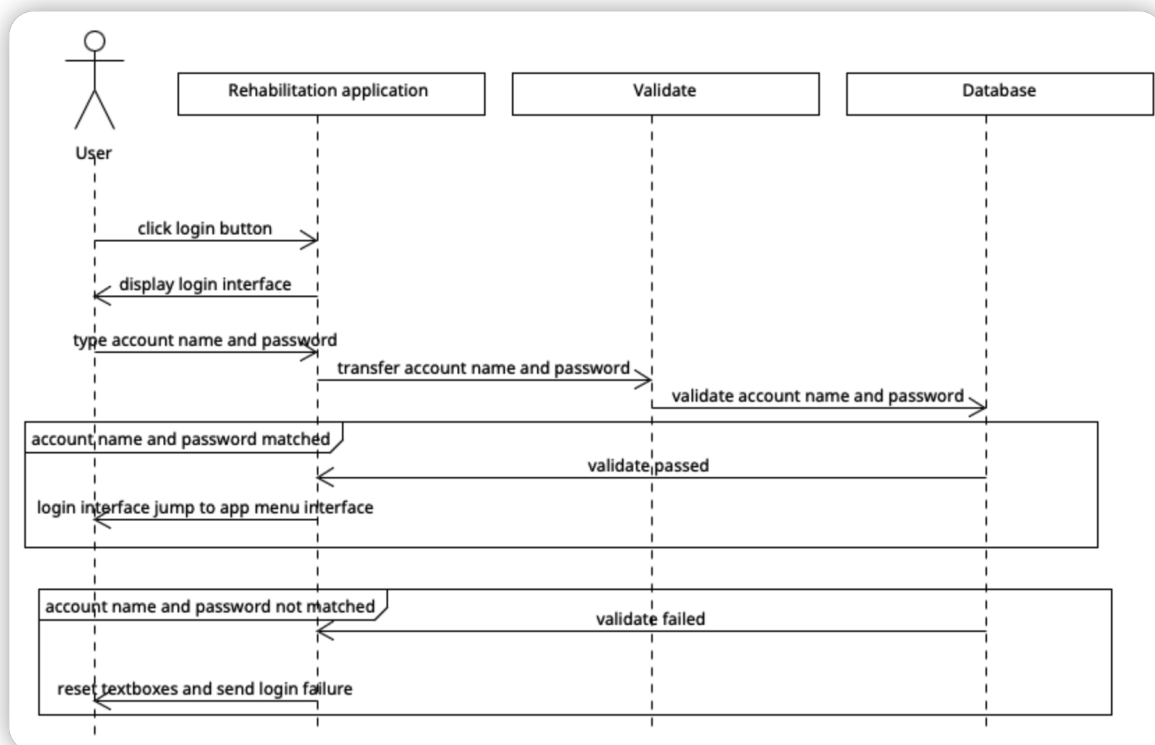 Rehabilitation application
Validate
Database
User
click login button
display login interface
type account name and password
transfer account name and password
validate account name and password
account name and password matched
validate passed
login interface jump to app menu interface
account name and password not matched
validate failed
reset textboxes and send login failure